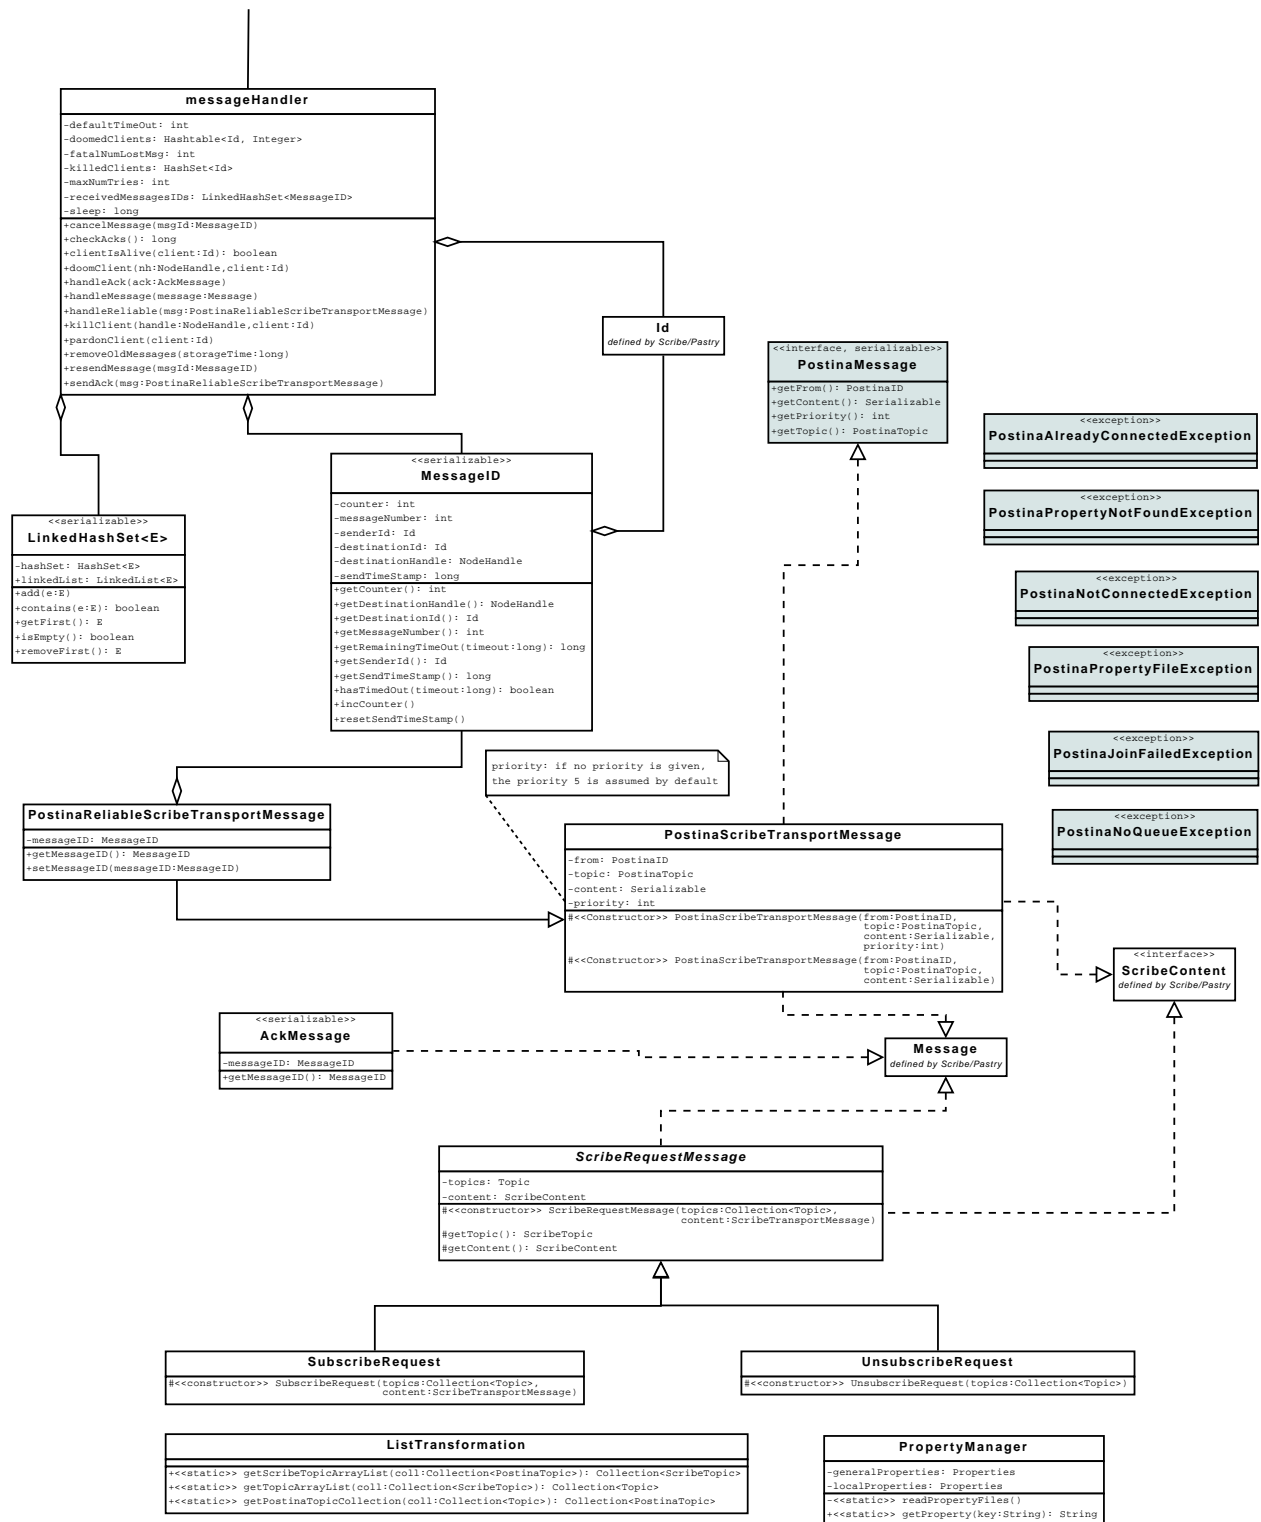 messageHandler
-defaultTimeOut: int
-doomedClients: Hashtable<Id, Integer>
-fatalNumLostMsg: int
-killedClients: HashSet<Id>
-maxNumTries: int
-receivedMessagesIDs: LinkedHashSet<MessageID>
-sleep: long
+cancelMessage(msgId:MessageID)
+checkAcks(): long
+clientIsAlive(client:Id): boolean
+doomClient(nh:NodeHandle,client:Id)
+handleAck(ack:AckMessage)
+handleMessage(message:Message)
+handleReliable(msg:PostinaReliableScribeTransportMessage)
+killClient(handle:NodeHandle,client:Id)
+pardonClient(client:Id)
+removeOldMessages(storageTime:long)
+resendMessage(msgId:MessageID)
+sendAck(msg:PostinaReliableScribeTransportMessage)
Id
defined by Scribe/Pastry
<<interface, serializable>>
PostinaMessage
+getFrom(): PostinaID
+getContent(): Serializable
+getPriority(): int
+getTopic(): PostinaTopic
<<exception>>
PostinaAlreadyConnectedException
<<exception>>
PostinaPropertyNotFoundException
<<exception>>
PostinaNotConnectedException
<<exception>>
PostinaPropertyFileException
<<exception>>
PostinaJoinFailedException
<<exception>>
PostinaNoQueueException
<<serializable>>
MessageID
-counter: int
-messageNumber: int
-senderId: Id
-destinationId: Id
-destinationHandle: NodeHandle
-sendTimeStamp: long
+getCounter(): int
+getDestinationHandle(): NodeHandle
+getDestinationId(): Id
+getMessageNumber(): int
+getRemainingTimeOut(timeout:long): long
+getSenderId(): Id
+getSendTimeStamp(): long
+hasTimedOut(timeout:long): boolean
+incCounter()
+resetSendTimeStamp()
<<serializable>>
LinkedHashSet<E>
-hashSet: HashSet<E>
+linkedList: LinkedList<E>
+add(e:E)
+contains(e:E): boolean
+getFirst(): E
+isEmpty(): boolean
+removeFirst(): E
priority: if no priority is given,
the priority 5 is assumed by default
PostinaReliableScribeTransportMessage
-messageID: MessageID
+getMessageID(): MessageID
+setMessageID(messageID:MessageID)
PostinaScribeTransportMessage
-from: PostinaID
-topic: PostinaTopic
-content: Serializable
-priority: int
#<<Constructor>> PostinaScribeTransportMessage(from:PostinaID,
topic:PostinaTopic,
content:Serializable,
priority:int)
#<<Constructor>> PostinaScribeTransportMessage(from:PostinaID,
topic:PostinaTopic,
content:Serializable)
<<interface>>
ScribeContent
defined by Scribe/Pastry
<<serializable>>
AckMessage
-messageID: MessageID
+getMessageID(): MessageID
Message
defined by Scribe/Pastry
ScribeRequestMessage
-topics: Topic
-content: ScribeContent
#<<constructor>> ScribeRequestMessage(topics:Collection<Topic>,
content:ScribeTransportMessage)
#getTopic(): ScribeTopic
#getContent(): ScribeContent
SubscribeRequest
#<<constructor>> SubscribeRequest(topics:Collection<Topic>,
content:ScribeTransportMessage)
UnsubscribeRequest
#<<constructor>> UnsubscribeRequest(topics:Collection<Topic>)
ListTransformation
+<<static>> getScribeTopicArrayList(coll:Collection<PostinaTopic>): Collection<ScribeTopic>
+<<static>> getTopicArrayList(coll:Collection<ScribeTopic>): Collection<Topic>
+<<static>> getPostinaTopicCollection(coll:Collection<Topic>): Collection<PostinaTopic>
PropertyManager
-generalProperties: Properties
-localProperties: Properties
-<<static>> readPropertyFiles()
+<<static>> getProperty(key:String): String